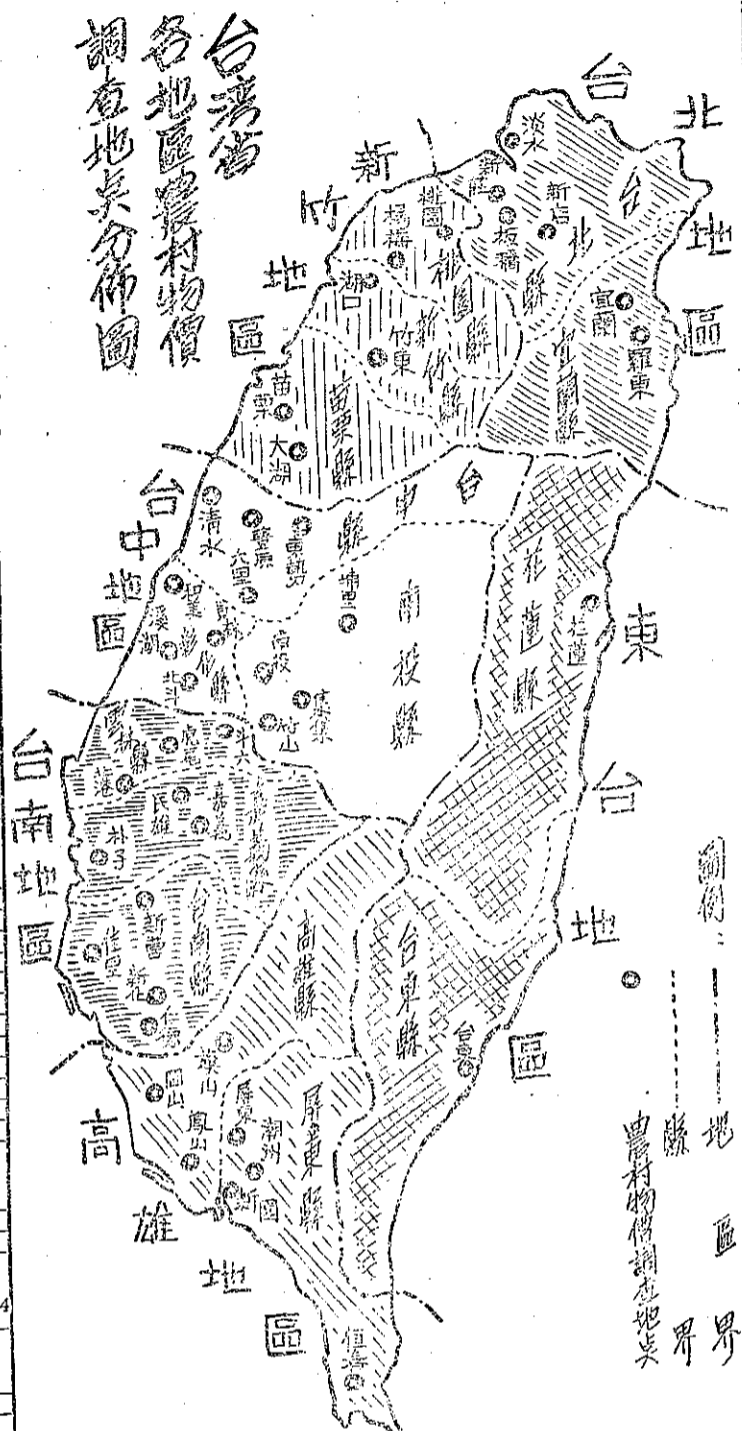 台湾省
各地區農村物價
調查地点分佈圖
台北地區
台北縣
淡水
新莊
板橋
新店
宜蘭縣
宜蘭
羅東
新竹地區
桃園縣
桃園
楊梅
新竹縣
湖口
竹東
苗栗縣
苗栗
大湖
台中地區
台中縣
清水
豐原
大里
東勢
南投縣
埔里
南投
集集
竹山
彰化縣
員林
溪湖
北斗
台南地區
雲林縣
虎尾
斗六
民雄
嘉義
朴子
台南縣
新營
佳里
新化
高雄地區
高雄縣
旗山
岡山
鳳山
屏東縣
屏東
潮州
新園
恒春
台東地區
花蓮縣
花蓮
台東縣
台東
圖例:
地區界
縣界
農村物價調查地点
4